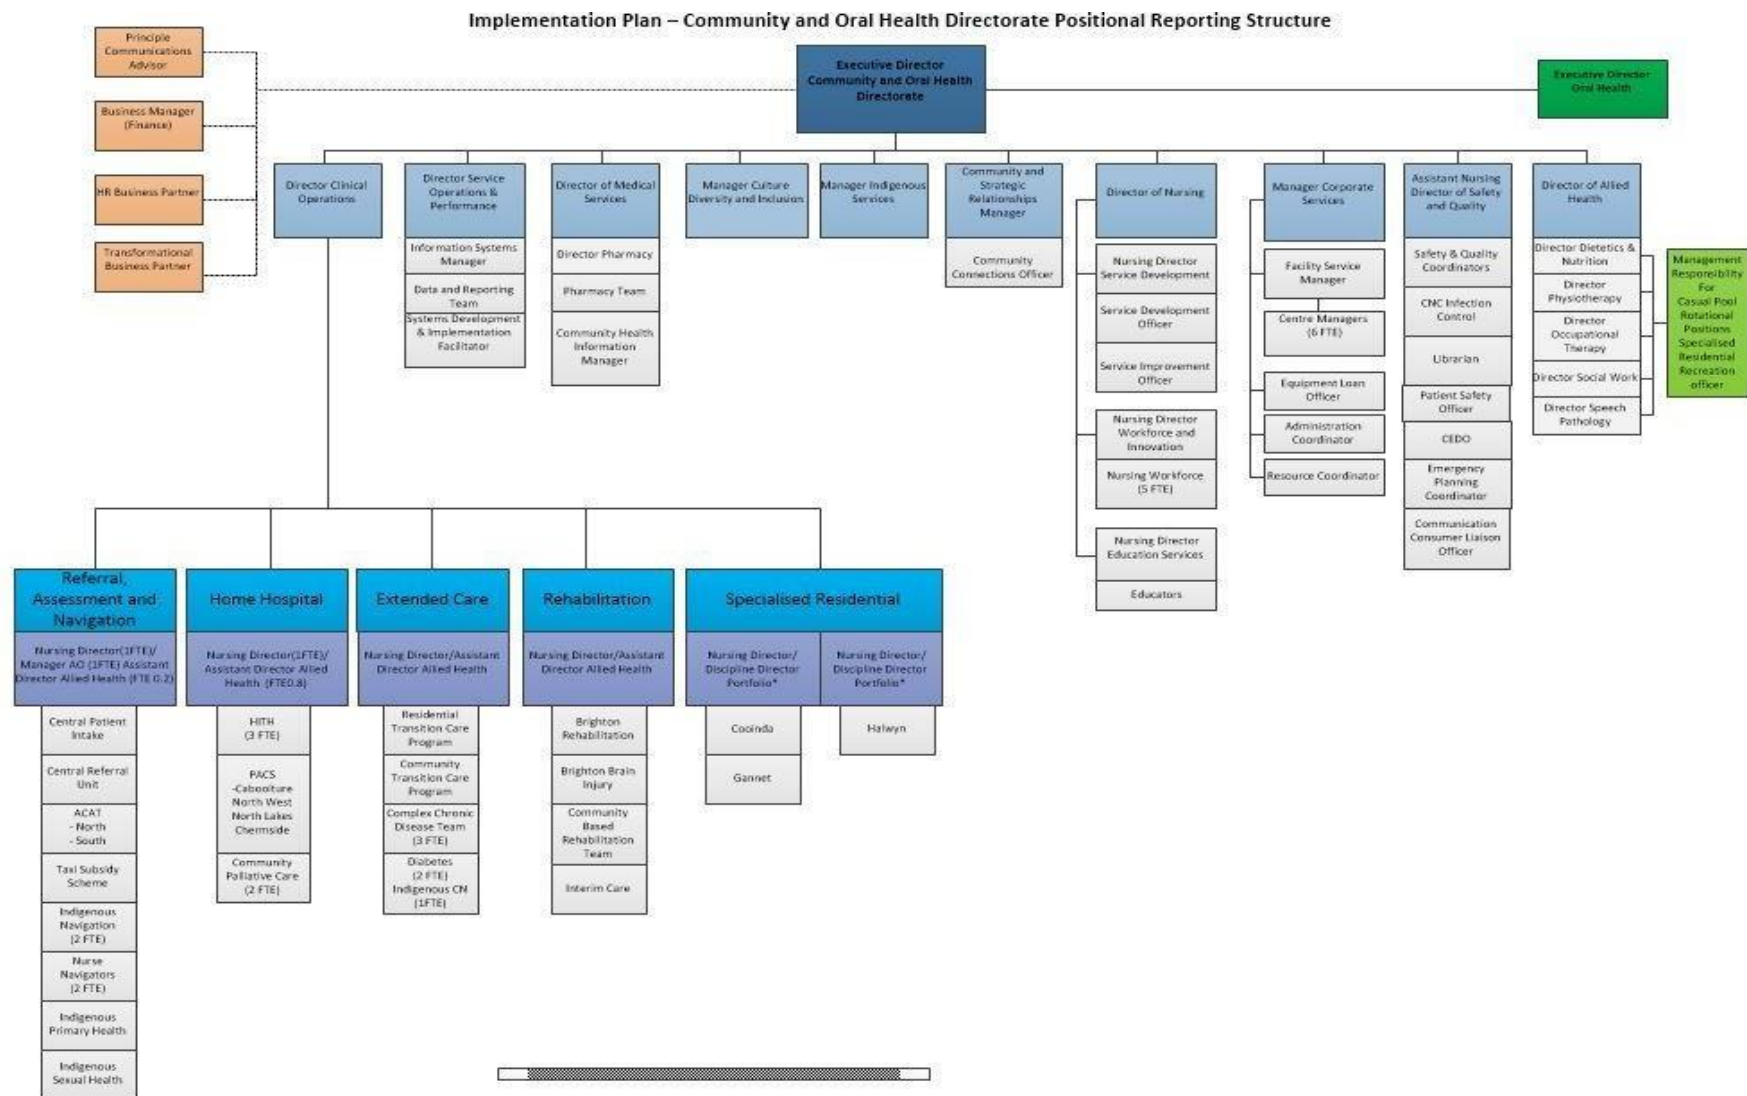 Implementation Plan – Community and Oral Health Directorate Positional Reporting Structure
Principle
Communications
Advisor
Business Manager
(Finance)
HR Business Partner
Transformational
Business Partner
Executive Director
Community and Oral Health
Directorate
Executive Director
Oral Health
Director Clinical
Operations
Director Service
Operations &
Performance
Information Systems
Manager
Data and Reporting
Team
Systems Development
& Implementation
Facilitator
Director of Medical
Services
Director Pharmacy
Pharmacy Team
Community Health
Information
Manager
Manager Culture
Diversity and Inclusion
Manager Indigenous
Services
Community and
Strategic
Relationships
Manager
Community
Connections Officer
Director of Nursing
Nursing Director
Service Development
Service Development
Officer
Service Improvement
Officer
Nursing Director
Workforce and
Innovation
Nursing Workforce
(5 FTE)
Nursing Director
Education Services
Educators
Manager Corporate
Services
Facility Service
Manager
Centre Managers
(6 FTE)
Equipment Loan
Officer
Administration
Coordinator
Resource Coordinator
Assistant Nursing
Director of Safety
and Quality
Safety & Quality
Coordinators
CNC Infection
Control
Librarian
Patient Safety
Officer
CEDO
Emergency
Planning
Coordinator
Communication
Consumer Liaison
Officer
Director of Allied
Health
Director Dietetics &
Nutrition
Director
Physiotherapy
Director
Occupational
Therapy
Director Social Work
Director Speech
Pathology
Management
Responsibility
For
Casual Pool
Rotational
Positions
Specialised
Residential
Recreation
officer
Referral,
Assessment and
Navigation
Nursing Director(1FTE)/
Manager AO (1FTE) Assistant
Director Allied Health (FTE 0.2)
Central Patient
Intake
Central Referral
Unit
ACAT
- North
- South
Taxi Subsidy
Scheme
Indigenous
Navigation
(2 FTE)
Nurse
Navigators
(2 FTE)
Indigenous
Primary Health
Indigenous
Sexual Health
Home Hospital
Nursing Director(1FTE)/
Assistant Director Allied
Health (FTE0.8)
HITH
(3 FTE)
PACS
-Caboolture
North West
North Lakes
Chermside
Community
Palliative Care
(2 FTE)
Extended Care
Nursing Director/Assistant
Director Allied Health
Residential
Transition Care
Program
Community
Transition Care
Program
Complex Chronic
Disease Team
(3 FTE)
Diabetes
(2 FTE)
Indigenous CN
(1FTE)
Rehabilitation
Nursing Director/Assistant
Director Allied Health
Brighton
Rehabilitation
Brighton Brain
Injury
Community
Based
Rehabilitation
Team
Interim Care
Specialised Residential
Nursing Director/
Discipline Director
Portfolio*
Cooinda
Gannet
Nursing Director/
Discipline Director
Portfolio*
Halwyn